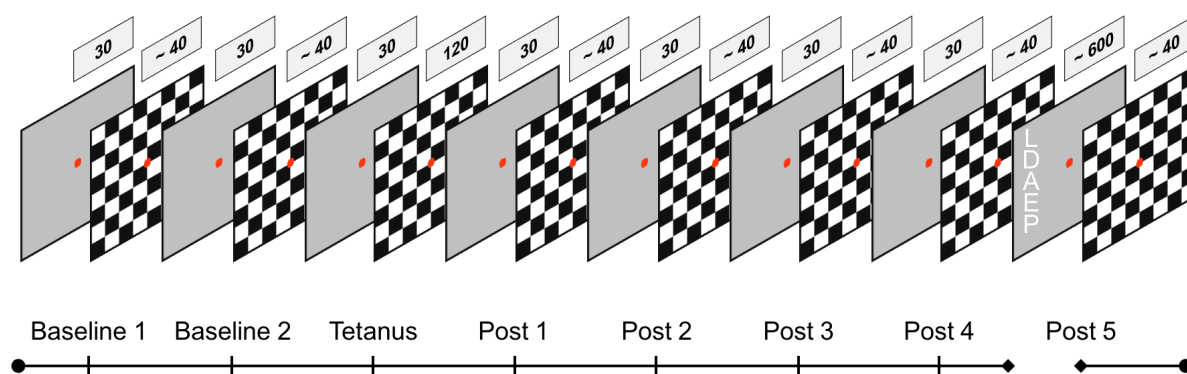 30 ~ 40 30 ~ 40 30 120 30 ~ 40 30 ~ 40 30 ~ 40 30 ~ 40 ~ 600 ~ 40
LDAEP
Baseline 1 Baseline 2 Tetanus Post 1 Post 2 Post 3 Post 4 Post 5